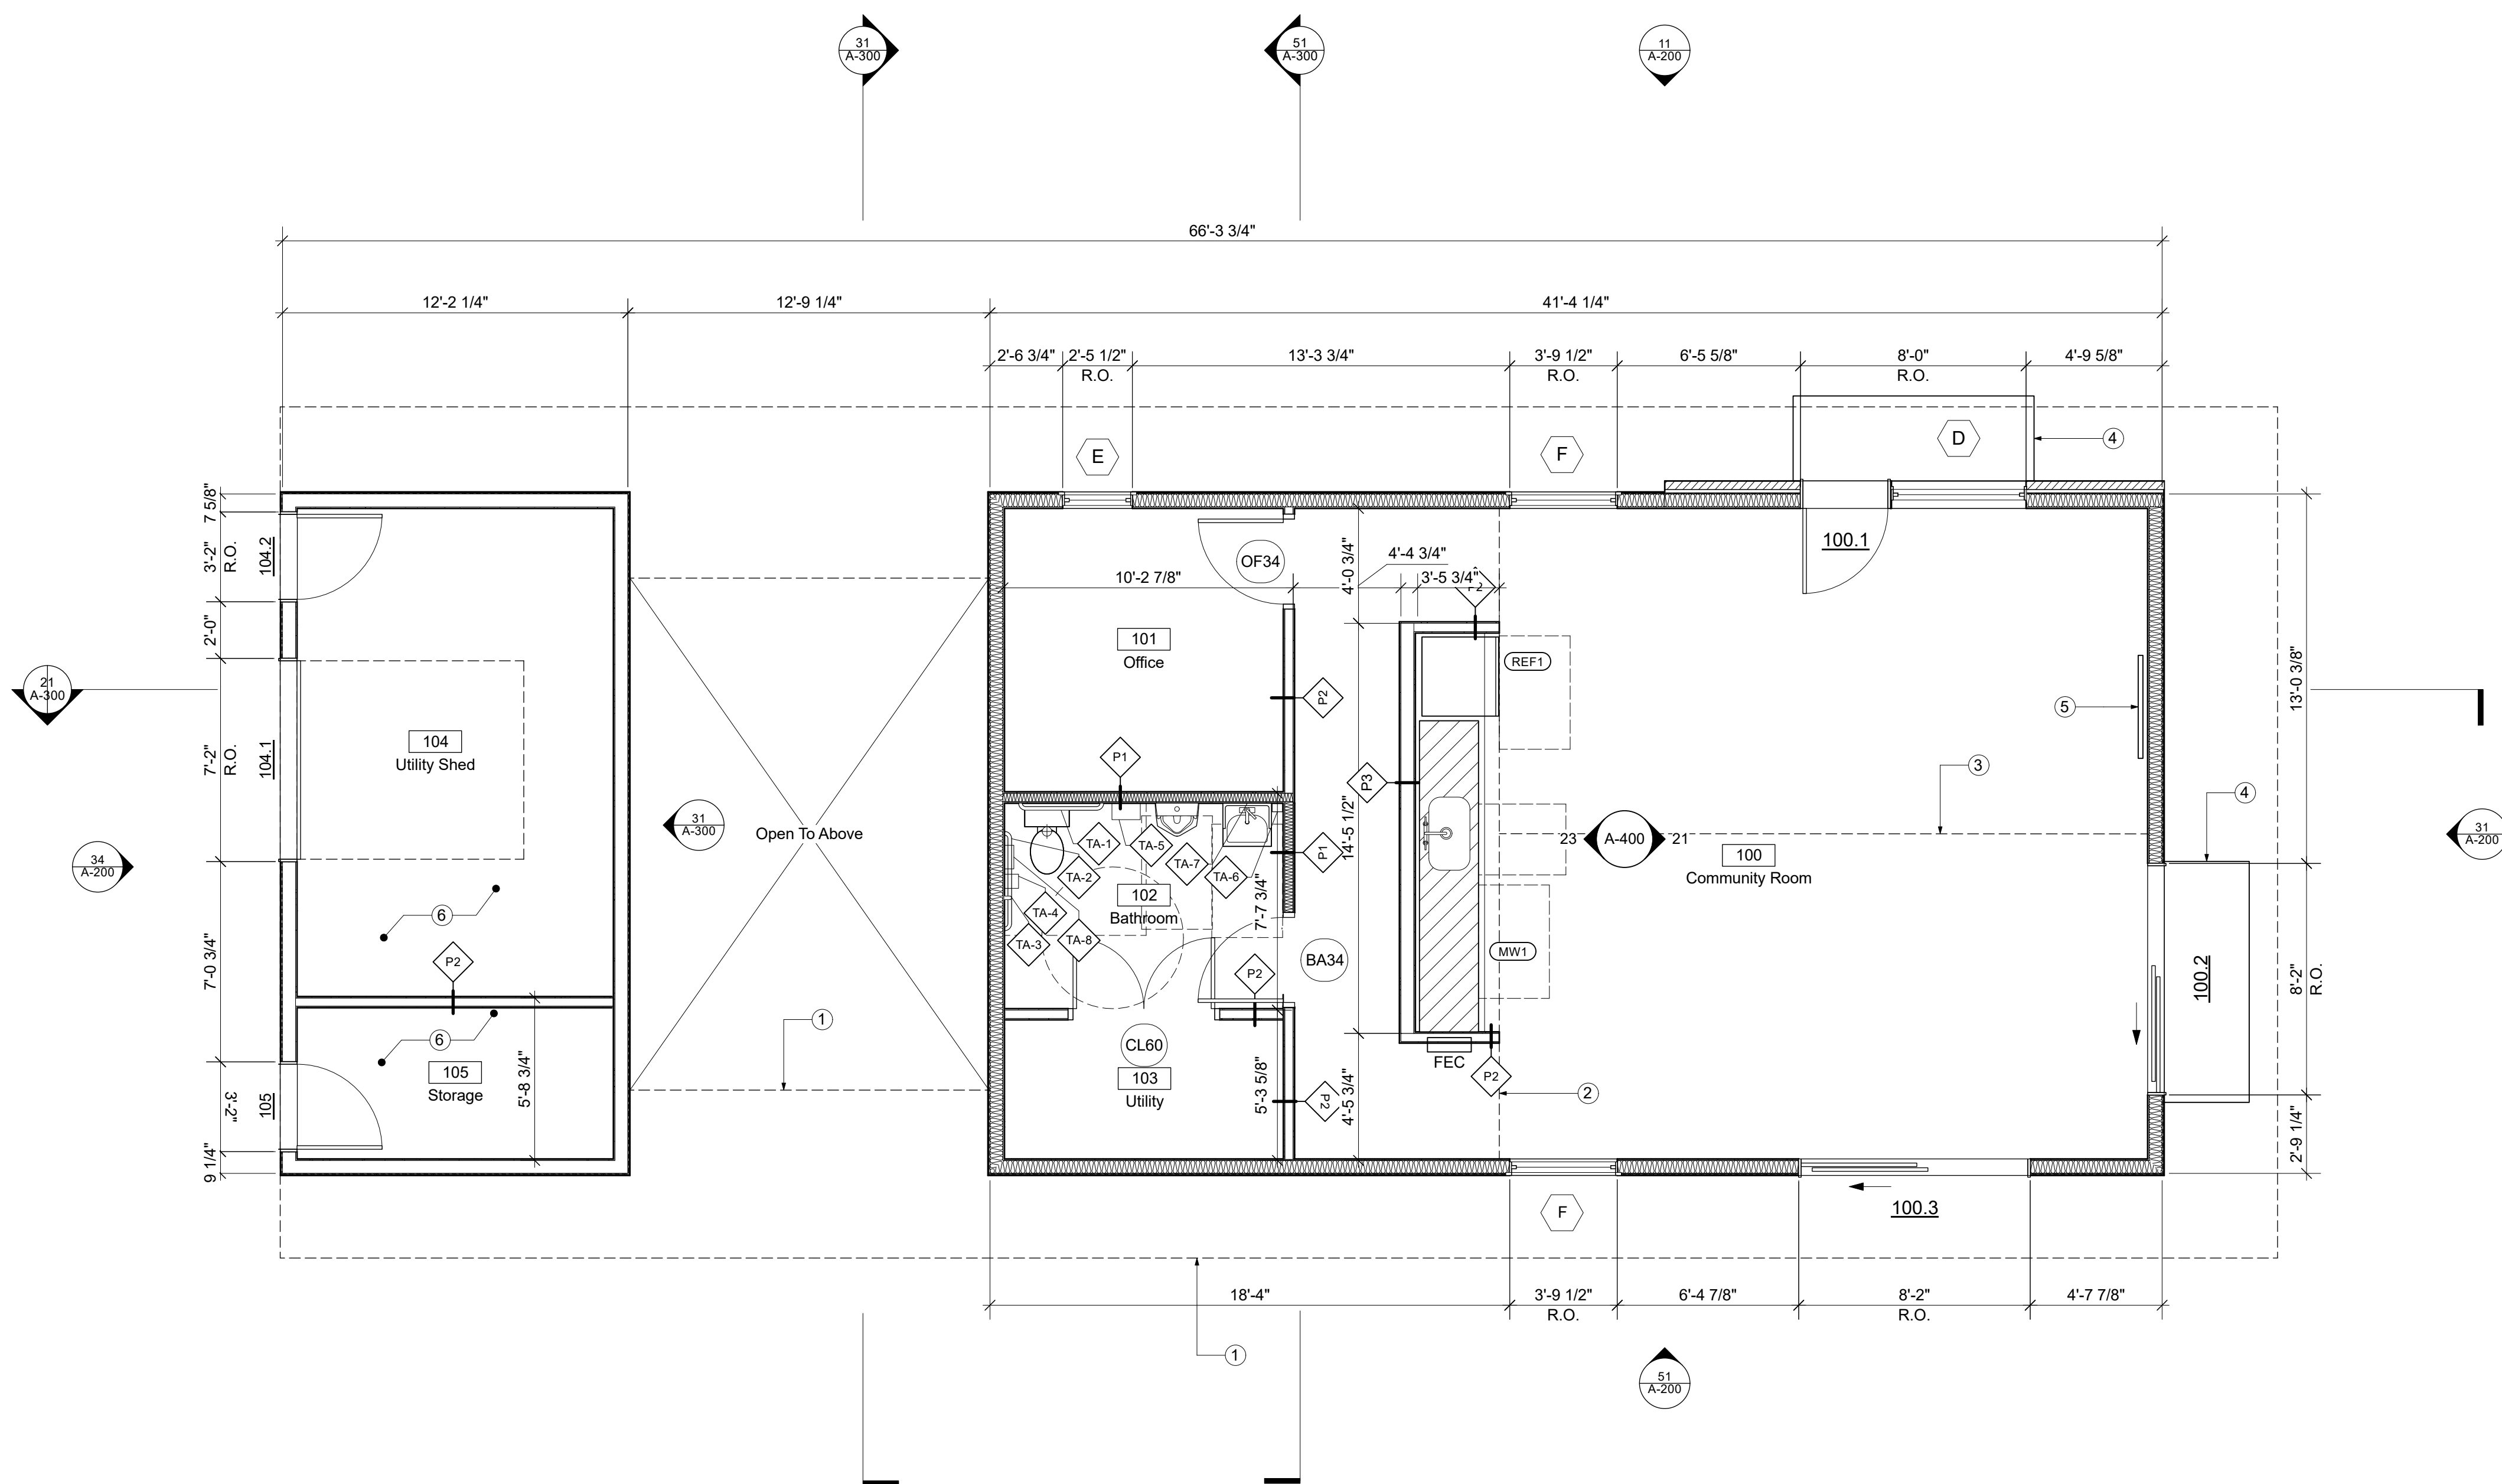 31
A-300
51
A-300
11
A-200
66'-3 3/4"
12'-2 1/4"
12'-9 1/4"
41'-4 1/4"
2'-6 3/4"
2'-5 1/2"
R.O.
13'-3 3/4"
3'-9 1/2"
R.O.
6'-5 5/8"
8'-0"
R.O.
4'-9 5/8"
E
F
D
4
7 5/8"
3'-2"
R.O.
104.2
2'-0"
7'-2"
R.O.
104.1
7'-0 3/4"
3'-2"
105
9 1/4"
21
A-300
34
A-200
104
Utility Shed
6
P2
6
105
Storage
5'-8 3/4"
31
A-300
Open To Above
1
OF34
10'-2 7/8"
101
Office
P2
P1
TA-1
TA-5
TA-7
TA-6
TA-2
TA-4
TA-3
TA-8
102
Bathroom
P1
7'-7 3/4"
P2
BA34
CL60
103
Utility
5'-3 5/8"
P2
4'-0 3/4"
4'-4 3/4"
3'-5 3/4"
P2
14'-5 1/2"
P3
4'-5 3/4"
REF1
MW1
FEC
P2
2
23
A-400
21
100
Community Room
3
5
100.1
13'-0 3/8"
4
31
A-200
100.2
8'-2"
R.O.
2'-9 1/4"
F
100.3
18'-4"
3'-9 1/2"
R.O.
6'-4 7/8"
8'-2"
R.O.
4'-7 7/8"
1
51
A-200